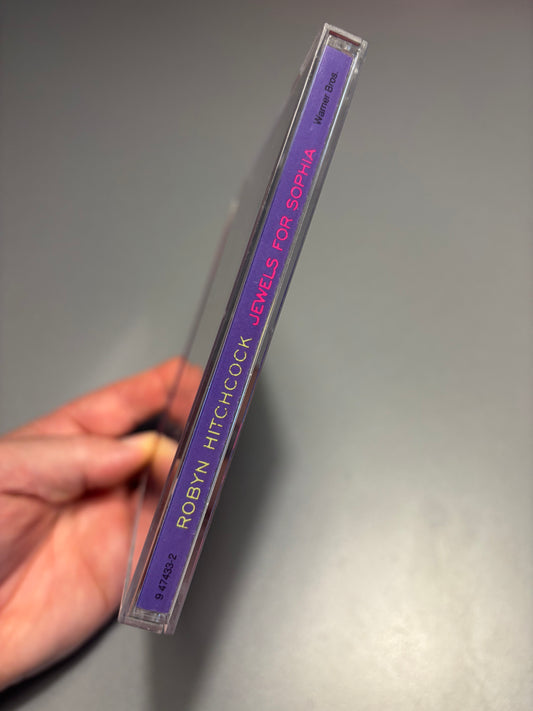 9 47433-2 ROBYN HITCHCOCK JEWELS FOR SOPHIA Warner Bros.